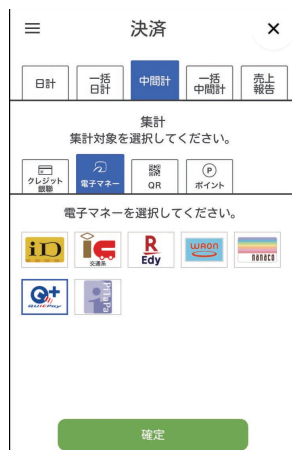 決済
日計
一括
日計
中間計
一括
中間計
売上
報告
集計
集計対象を選択してください。
クレジット
銀聯
電子マネー
QR
P
ポイント
電子マネーを選択してください。
iD
交通系
R
Edy
WAON
nanaco
Q+
QUICPay
PiTaPa
確定